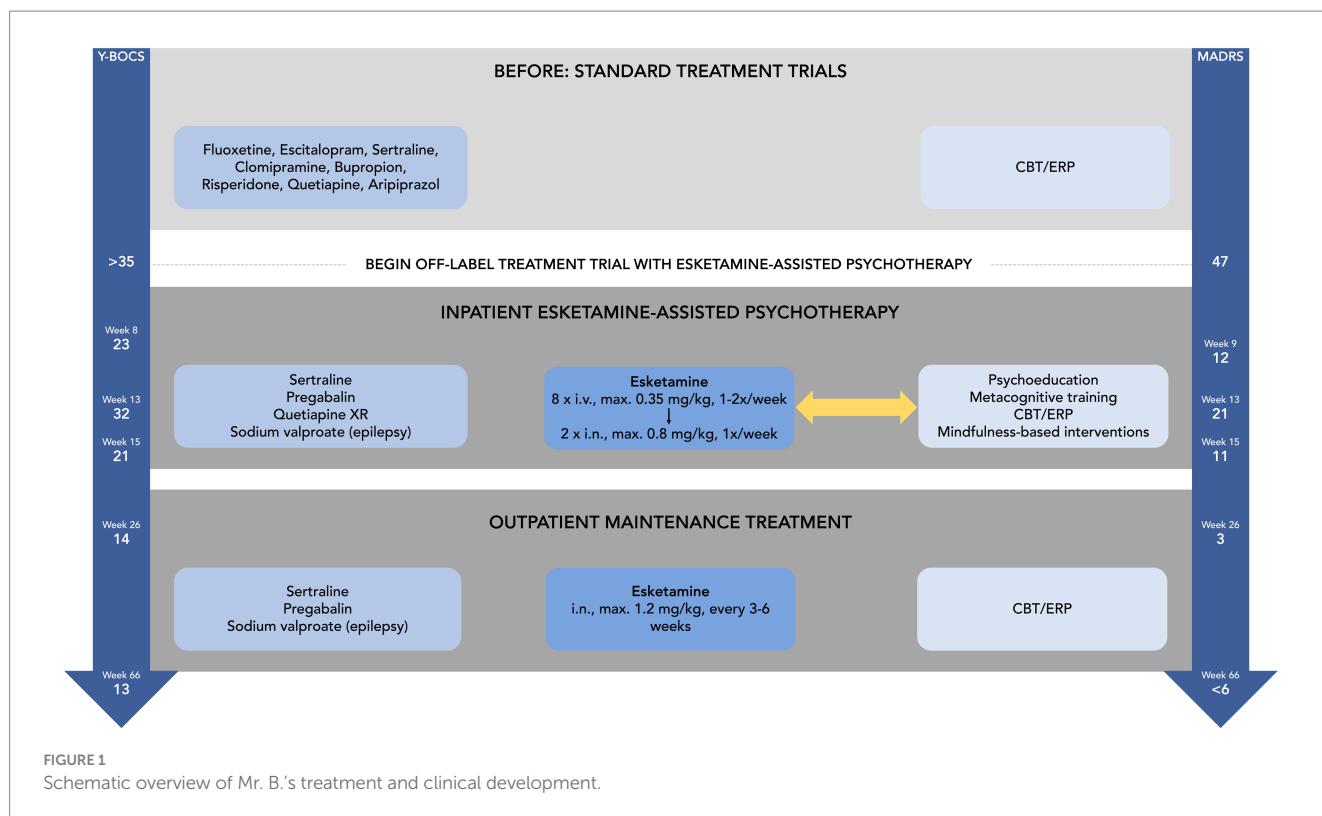 Y-BOCS
MADRS
BEFORE: STANDARD TREATMENT TRIALS
Fluoxetine, Escitalopram, Sertraline,
Clomipramine, Bupropion,
Risperidone, Quetiapine, Aripiprazol
CBT/ERP
>35
BEGIN OFF-LABEL TREATMENT TRIAL WITH ESKETAMINE-ASSISTED PSYCHOTHERAPY
47
INPATIENT ESKETAMINE-ASSISTED PSYCHOTHERAPY
Week 8
23
Week 9
12
Week 13
32
Week 15
21
Sertraline
Pregabalin
Quetiapine XR
Sodium valproate (epilepsy)
Esketamine
8 x i.v., max. 0.35 mg/kg, 1-2x/week
2 x i.n., max. 0.8 mg/kg, 1x/week
Psychoeducation
Metacognitive training
CBT/ERP
Mindfulness-based interventions
Week 13
21
Week 15
11
OUTPATIENT MAINTENANCE TREATMENT
Week 26
14
Week 26
3
Sertraline
Pregabalin
Sodium valproate (epilepsy)
Esketamine
i.n., max. 1.2 mg/kg, every 3-6
weeks
CBT/ERP
Week 66
13
Week 66
<6
FIGURE 1
Schematic overview of Mr. B.'s treatment and clinical development.